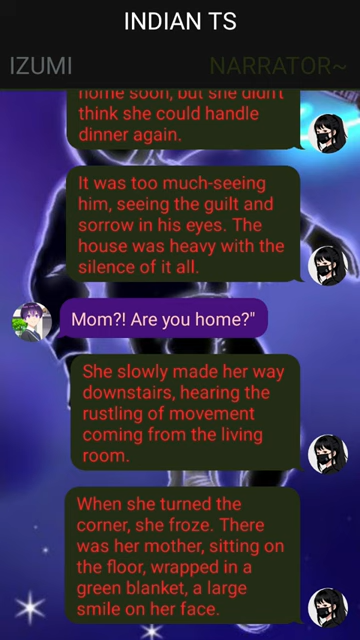 INDIAN TS
IZUMI
NARRATOR~
home soon, but she didn't
think she could handle
dinner again.
It was too much-seeing
him, seeing the guilt and
sorrow in his eyes. The
house was heavy with the
silence of it all.
Mom?! Are you home?"
She slowly made her way
downstairs, hearing the
rustling of movement
coming from the living
room.
When she turned the
corner, she froze. There
was her mother, sitting on
the floor, wrapped in a
green blanket, a large
smile on her face.